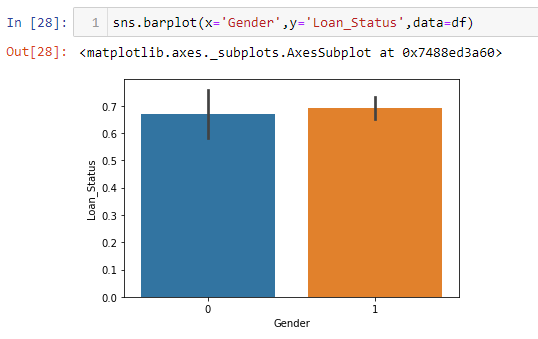 In [28]: 1 sns.barplot(x='Gender',y='Loan_Status',data=df)
Out[28]: <matplotlib.axes._subplots.AxesSubplot at 0x7488ed3a60>
0.7
0.6
0.5
0.4
0.3
0.2
0.1
0.0
Loan_Status
0 1
Gender